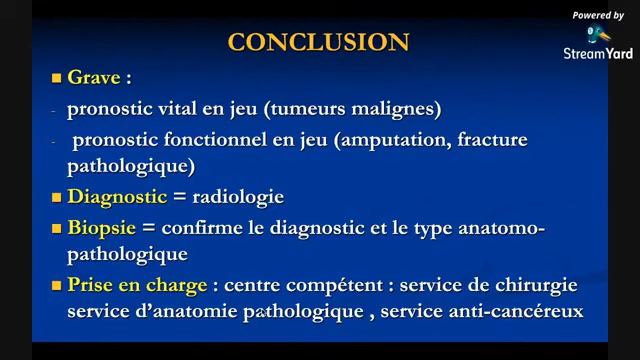 Powered by
StreamYard
CONCLUSION
Grave :
- pronostic vital en jeu (tumeurs malignes)
- pronostic fonctionnel en jeu (amputation, fracture
pathologique)
Diagnostic = radiologie
Biopsie = confirme le diagnostic et le type anatomo-
pathologique
Prise en charge : centre compétent : service de chirurgie
service d'anatomie pathologique , service anti-cancéreux